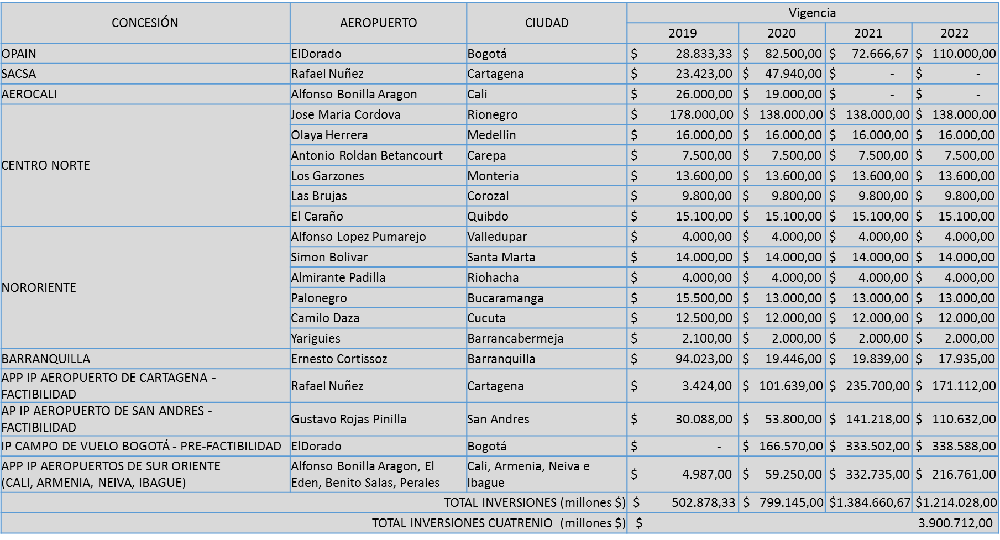 CONCESIÓN AEROPUERTO CIUDAD Vigencia
2019 2020 2021 2022
OPAIN ElDorado Bogotá $ 28.833,33 $ 82.500,00 $ 72.666,67 $ 110.000,00
SACSA Rafael Nuñez Cartagena $ 23.423,00 $ 47.940,00 $ - $ -
AEROCALI Alfonso Bonilla Aragon Cali $ 26.000,00 $ 19.000,00 $ - $ -
CENTRO NORTE Jose Maria Cordova Rionegro $ 178.000,00 $ 138.000,00 $ 138.000,00 $ 138.000,00
Olaya Herrera Medellin $ 16.000,00 $ 16.000,00 $ 16.000,00 $ 16.000,00
Antonio Roldan Betancourt Carepa $ 7.500,00 $ 7.500,00 $ 7.500,00 $ 7.500,00
Los Garzones Monteria $ 13.600,00 $ 13.600,00 $ 13.600,00 $ 13.600,00
Las Brujas Corozal $ 9.800,00 $ 9.800,00 $ 9.800,00 $ 9.800,00
El Caraño Quibdo $ 15.100,00 $ 15.100,00 $ 15.100,00 $ 15.100,00
NORORIENTE Alfonso Lopez Pumarejo Valledupar $ 4.000,00 $ 4.000,00 $ 4.000,00 $ 4.000,00
Simon Bolivar Santa Marta $ 14.000,00 $ 14.000,00 $ 14.000,00 $ 14.000,00
Almirante Padilla Riohacha $ 4.000,00 $ 4.000,00 $ 4.000,00 $ 4.000,00
Palonegro Bucaramanga $ 15.500,00 $ 13.000,00 $ 13.000,00 $ 13.000,00
Camilo Daza Cucuta $ 12.500,00 $ 12.000,00 $ 12.000,00 $ 12.000,00
Yariguies Barrancabermeja $ 2.100,00 $ 2.000,00 $ 2.000,00 $ 2.000,00
BARRANQUILLA Ernesto Cortissoz Barranquilla $ 94.023,00 $ 19.446,00 $ 19.839,00 $ 17.935,00
APP IP AEROPUERTO DE CARTAGENA -
FACTIBILIDAD Rafael Nuñez Cartagena $ 3.424,00 $ 101.639,00 $ 235.700,00 $ 171.112,00
AP IP AEROPUERTO DE SAN ANDRES -
FACTIBILIDAD Gustavo Rojas Pinilla San Andres $ 30.088,00 $ 53.800,00 $ 141.218,00 $ 110.632,00
IP CAMPO DE VUELO BOGOTÁ - PRE-FACTIBILIDAD ElDorado Bogotá $ - $ 166.570,00 $ 333.502,00 $ 338.588,00
APP IP AEROPUERTOS DE SUR ORIENTE Alfonso Bonilla Aragon, El Cali, Armenia, Neiva e
(CALI, ARMENIA, NEIVA, IBAGUE) Eden, Benito Salas, Perales Ibague $ 4.987,00 $ 59.250,00 $ 332.735,00 $ 216.761,00
TOTAL INVERSIONES (millones $) $ 502.878,33 $ 799.145,00 $1.384.660,67 $1.214.028,00
TOTAL INVERSIONES CUATRENIO (millones $) $ 3.900.712,00